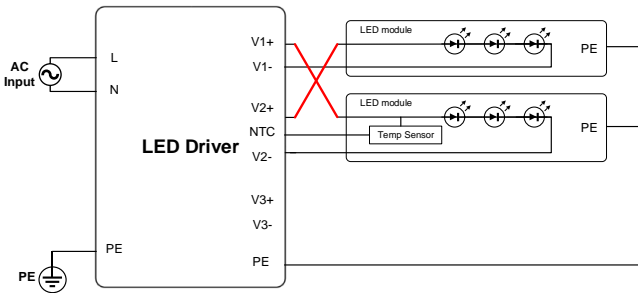 AC
Input
L
N
PE
PE
LED Driver
V1+
V1-
V2+
NTC
V2-
V3+
V3-
PE
LED module
PE
LED module
Temp Sensor
PE